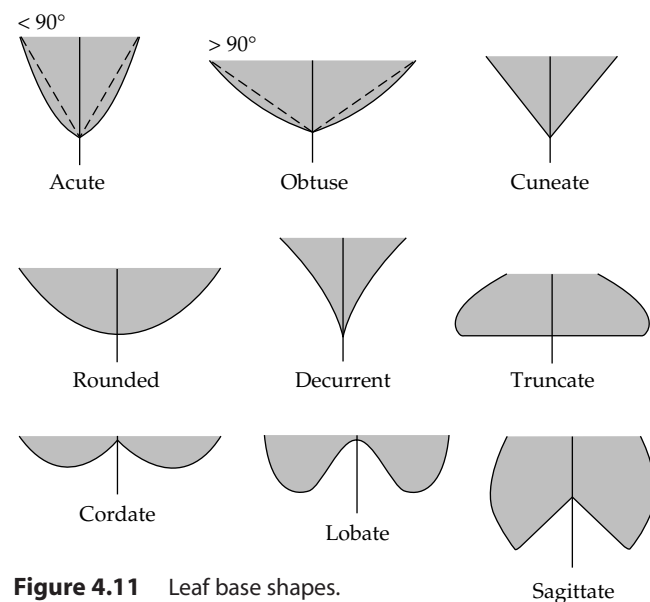 < 90°
> 90°
Acute
Obtuse
Cuneate
Rounded
Decurrent
Truncate
Cordate
Lobate
Sagittate
Figure 4.11 Leaf base shapes.